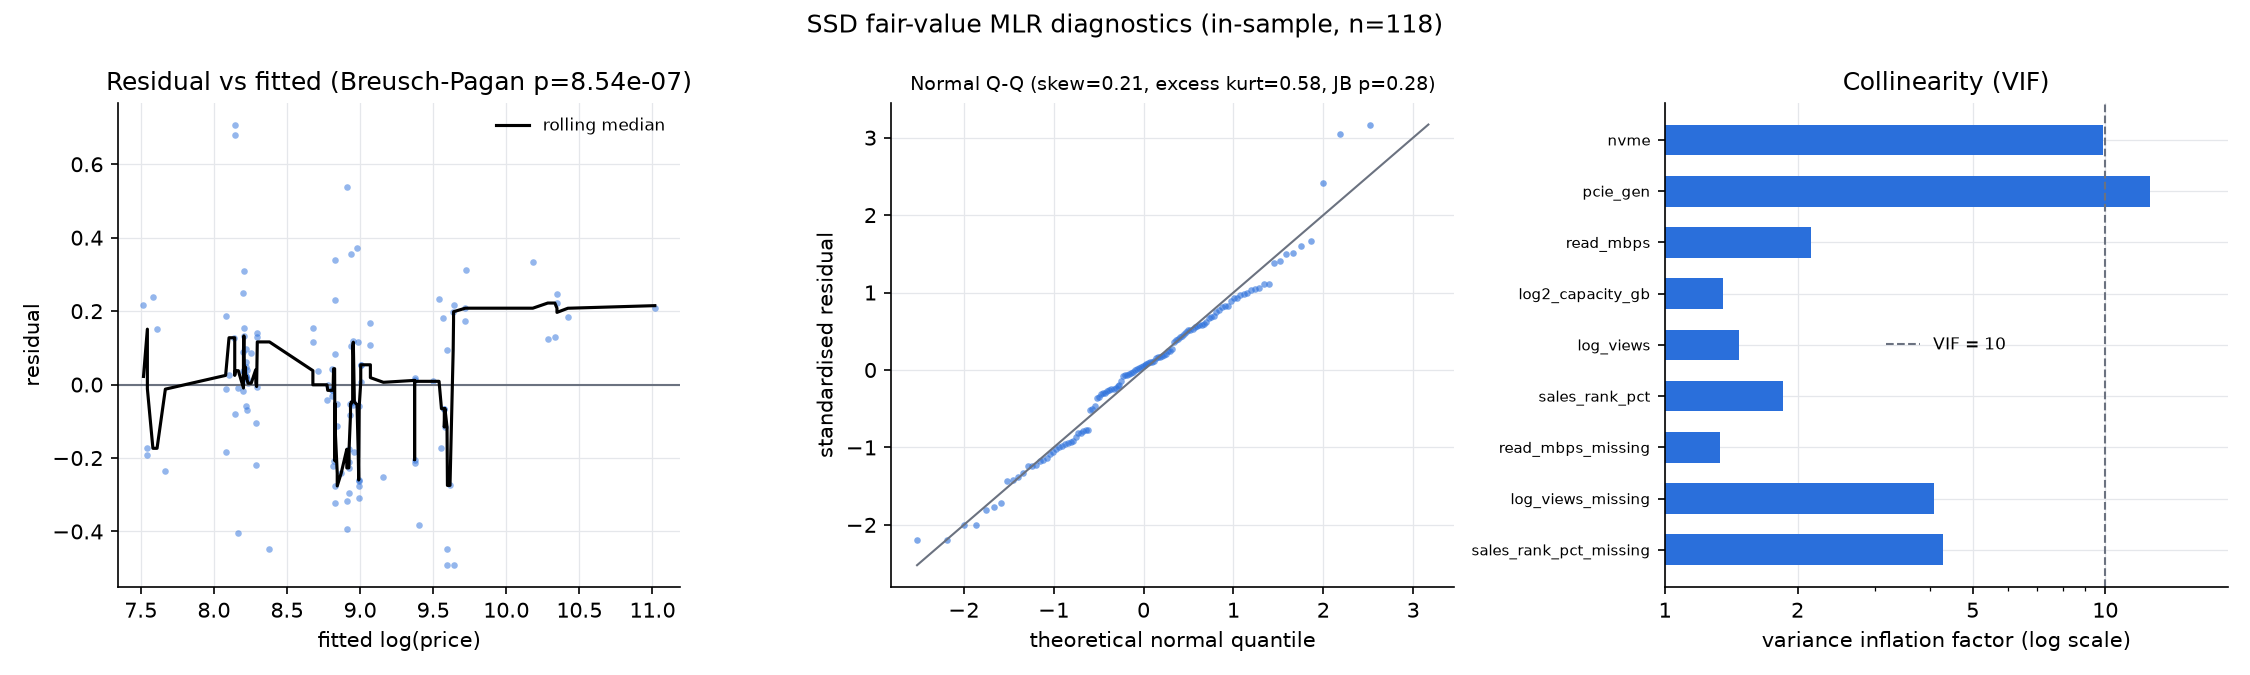 SSD fair-value MLR diagnostics (in-sample, n=118)
Residual vs fitted (Breusch-Pagan p=8.54e-07)
rolling median
0.6
0.4
0.2
0.0
−0.2
−0.4
residual
7.5 8.0 8.5 9.0 9.5 10.0 10.5 11.0
fitted log(price)
Normal Q-Q (skew=0.21, excess kurt=0.58, JB p=0.28)
3
2
1
0
−1
−2
standardised residual
−2 −1 0 1 2 3
theoretical normal quantile
Collinearity (VIF)
nvme
pcie_gen
read_mbps
log2_capacity_gb
log_views
sales_rank_pct
read_mbps_missing
log_views_missing
sales_rank_pct_missing
VIF = 10
1 2 5 10
variance inflation factor (log scale)